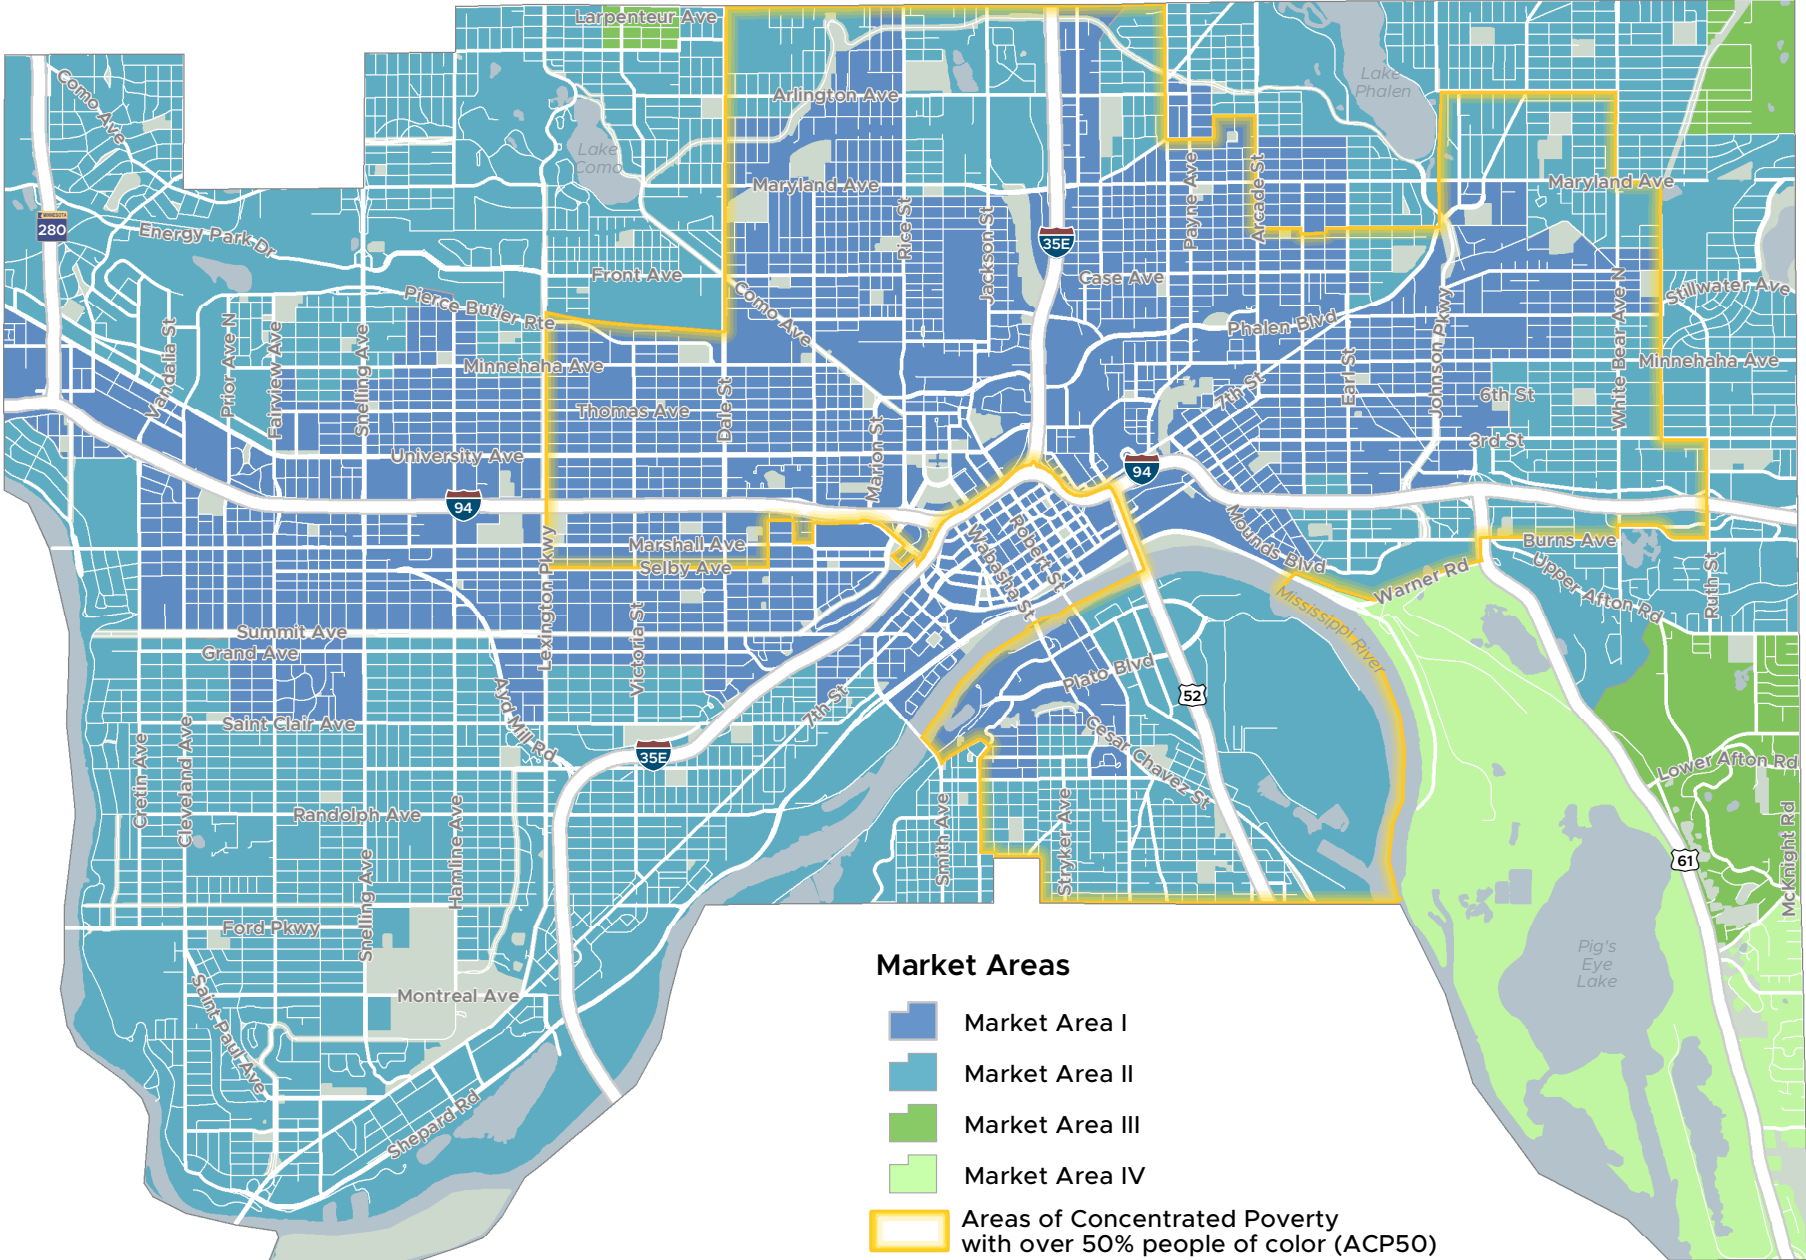 Larpenteur Ave
Como Ave
Arlington Ave
Lake
Phalen
Lake
Como
Maryland Ave
Maryland Ave
Payne Ave
Arcade St
MINNESOTA
280
Energy Park Dr
Rice St
Jackson St
35E
Front Ave
Case Ave
Pierce Butler Rte
Como Ave
Stillwater Ave
Phalen Blvd
Vandalia St
Prior Ave N
Fairview Ave
Snelling Ave
Minnehaha Ave
Johnson Pkwy
White Bear Ave N
Minnehaha Ave
Earl St
7th St
6th St
Thomas Ave
Dale St
Marion St
3rd St
University Ave
94
94
Marshall Ave
Selby Ave
Lexington Pkwy
Robert St
Wabasha St
Mounds Blvd
Burns Ave
Upper Afton Rd
Warner Rd
Ruth St
Mississippi River
Summit Ave
Grand Ave
Victoria St
Ayd Mill Rd
Plato Blvd
52
7th St
Saint Clair Ave
Cesar Chavez St
35E
Cretin Ave
Cleveland Ave
Lower Afton Rd
Randolph Ave
Hamline Ave
Smith Ave
Stryker Ave
McKnight Rd
61
Snelling Ave
Ford Pkwy
Pig's
Eye
Lake
Montreal Ave
Saint Paul Ave
Shepard Rd
Market Areas
Market Area I
Market Area II
Market Area III
Market Area IV
Areas of Concentrated Poverty
with over 50% people of color (ACP50)